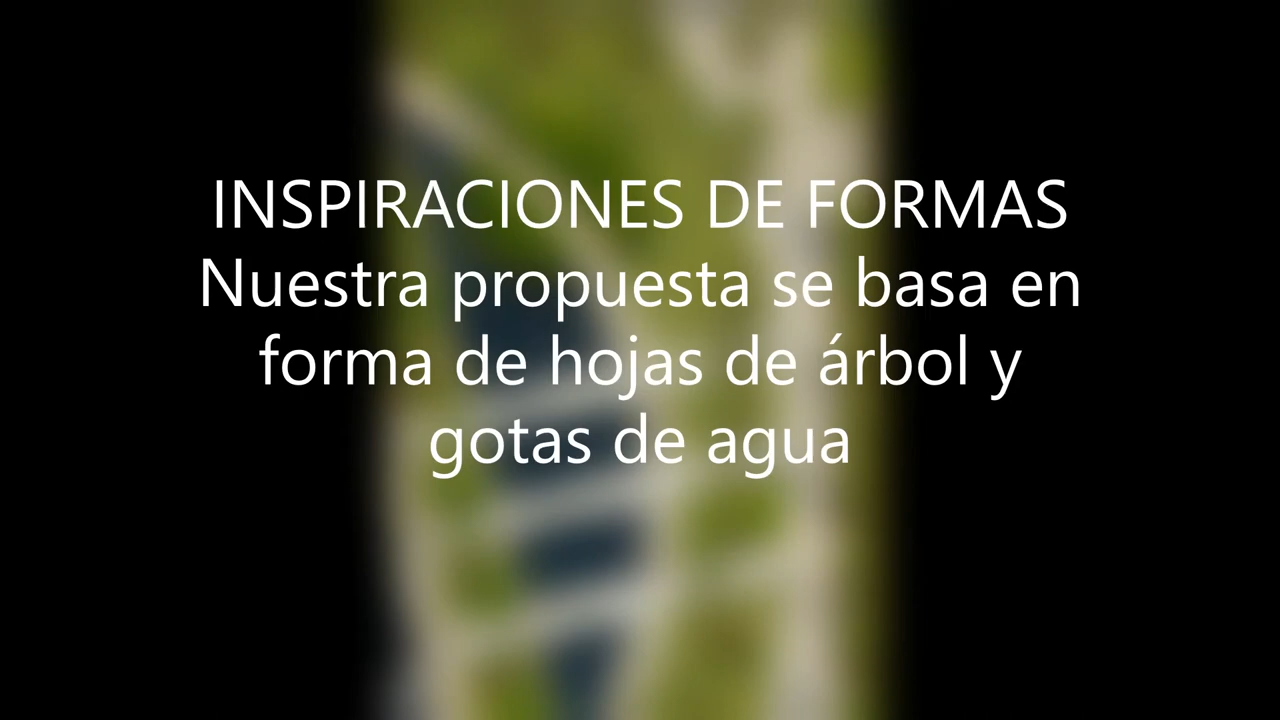 INSPIRACIONES DE FORMAS
Nuestra propuesta se basa en
forma de hojas de árbol y
gotas de agua